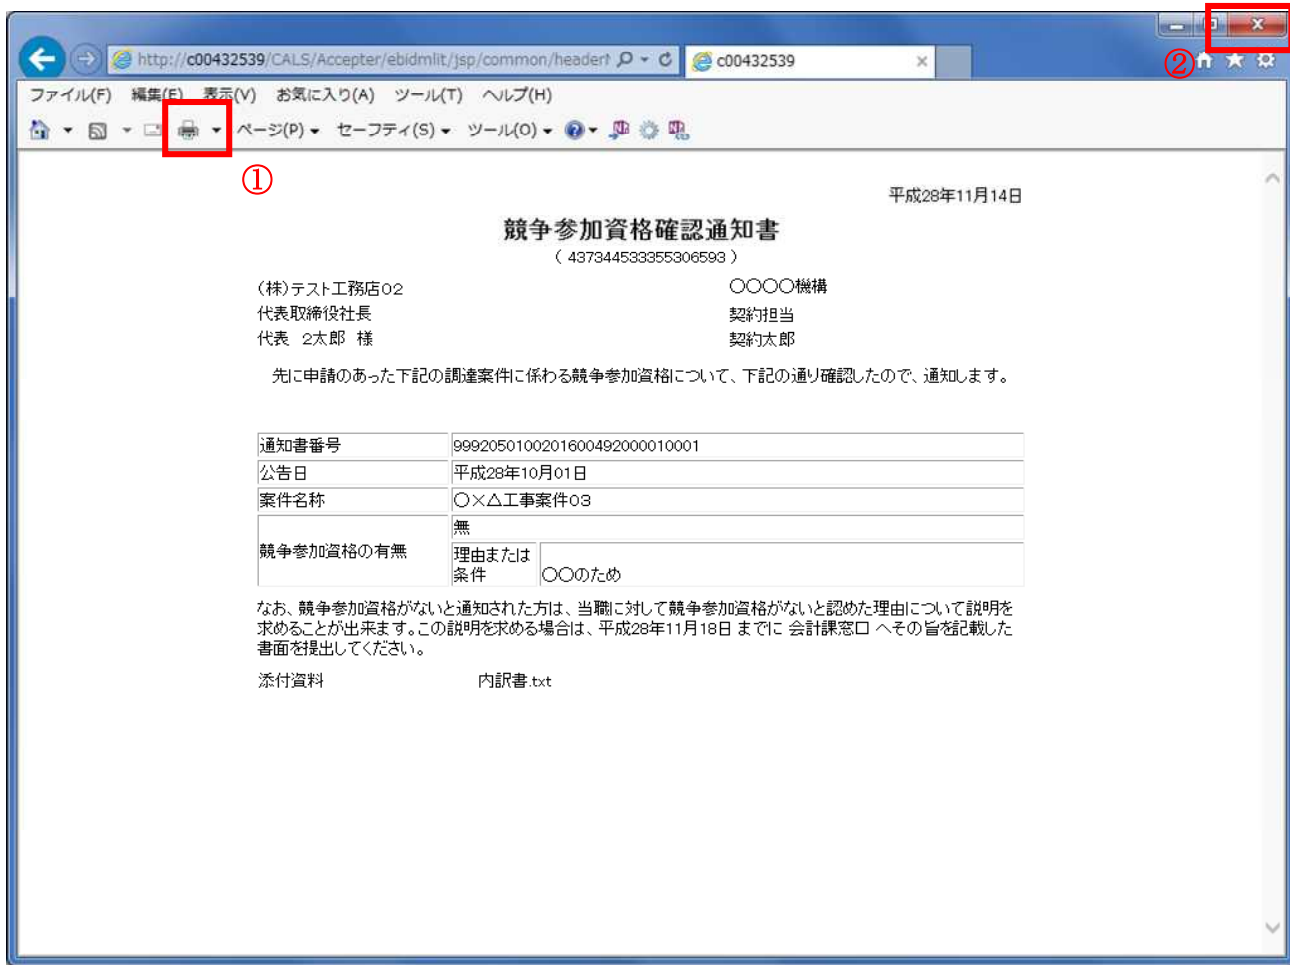 http://c00432539/CALS/Accepter/ebidmlit/jsp/common/header
c00432539
②
ファイル(F) 編集(E) 表示(V) お気に入り(A) ツール(T) ヘルプ(H)
ページ(P) セーフティ(S) ツール(O)
①
平成28年11月14日
競争参加資格確認通知書
( 437344533355306593 )
(株)テスト工務店02 〇〇〇〇機構
代表取締役社長 契約担当
代表 2太郎 様 契約太郎
先に申請のあった下記の調達案件に係わる競争参加資格について、下記の通り確認したので、通知します。
通知書番号 9992050100201600492000010001
公告日 平成28年10月01日
案件名称 〇×△工事案件03
競争参加資格の有無 無
理由または
条件 〇〇のため
なお、競争参加資格がないと通知された方は、当職に対して競争参加資格がないと認めた理由について説明を
求めることが出来ます。この説明を求める場合は、平成28年11月18日 までに 会計課窓口 へその旨を記載した
書面を提出してください。
添付資料 内訳書.txt